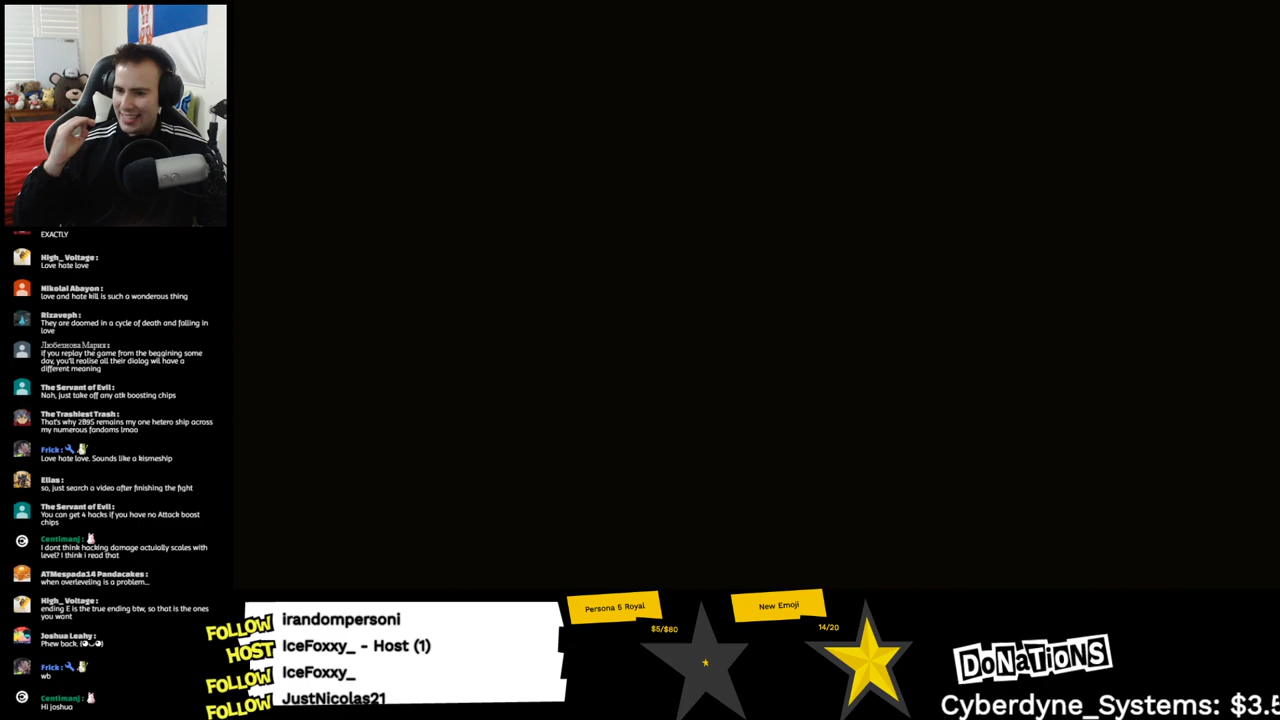 EXACTLY
High_Voltage :
Love hate love
Nikolai Abayon :
love and hate kill is such a wonderous thing
Rizaveph :
They are doomed in a cycle of death and falling in
love
Любезнова Мария :
if you replay the game from the beggining some
day, you'll realise all their dialog wil have a
different meaning
The Servant of Evil :
Nah, just take off any atk boosting chips
The Trashiest Trash :
That's why 2B9S remains my one hetero ship across
my numerous fandoms lmao
Frick :
Love hate love. Sounds like a kismeship
Elias :
so, just search a video after finishing the fight
The Servant of Evil :
You can get 4 hacks if you have no Attack boost
chips
Centimanj :
I dont think hacking damage actuially scales with
level? I think i read that
ATMespada14 Pandacakes :
when overleveling is a problem...
High_Voltage :
ending E is the true ending btw, so that is the ones
you want
Joshua Leahy :
Phew back. (◕‿◕)
Frick :
wb
Centimanj :
Hi joshua
FOLLOW irandompersoni
HOST IceFoxxy_ - Host (1)
FOLLOW IceFoxxy_
FOLLOW JustNicolas21
Persona 5 Royal
$5/$80
New Emoji
14/20
DoNaTiONS
Cyberdyne_Systems: $3.5